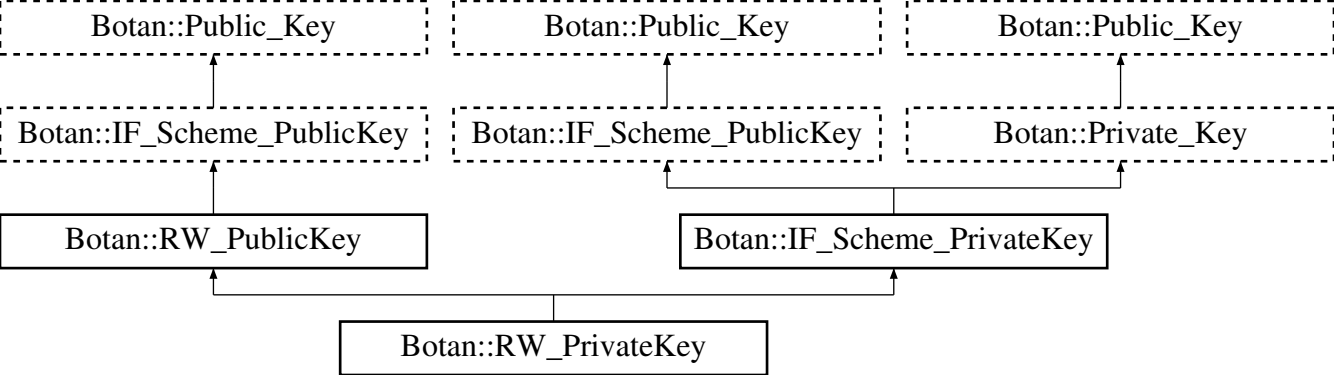 Botan::Public_Key Botan::Public_Key Botan::Public_Key
Botan::IF_Scheme_PublicKey Botan::IF_Scheme_PublicKey Botan::Private_Key
Botan::RW_PublicKey Botan::IF_Scheme_PrivateKey
Botan::RW_PrivateKey